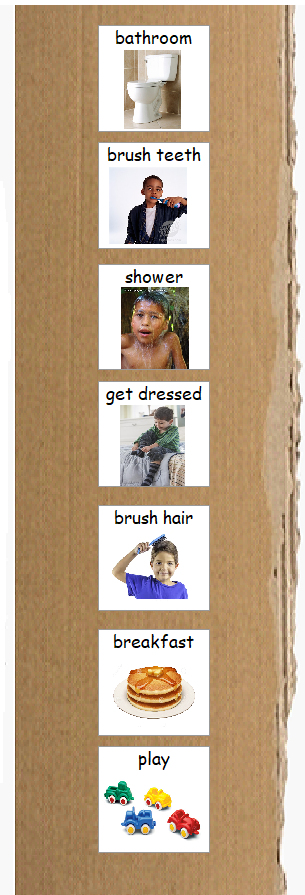 bathroom
brush teeth
shower
get dressed
brush hair
breakfast
play